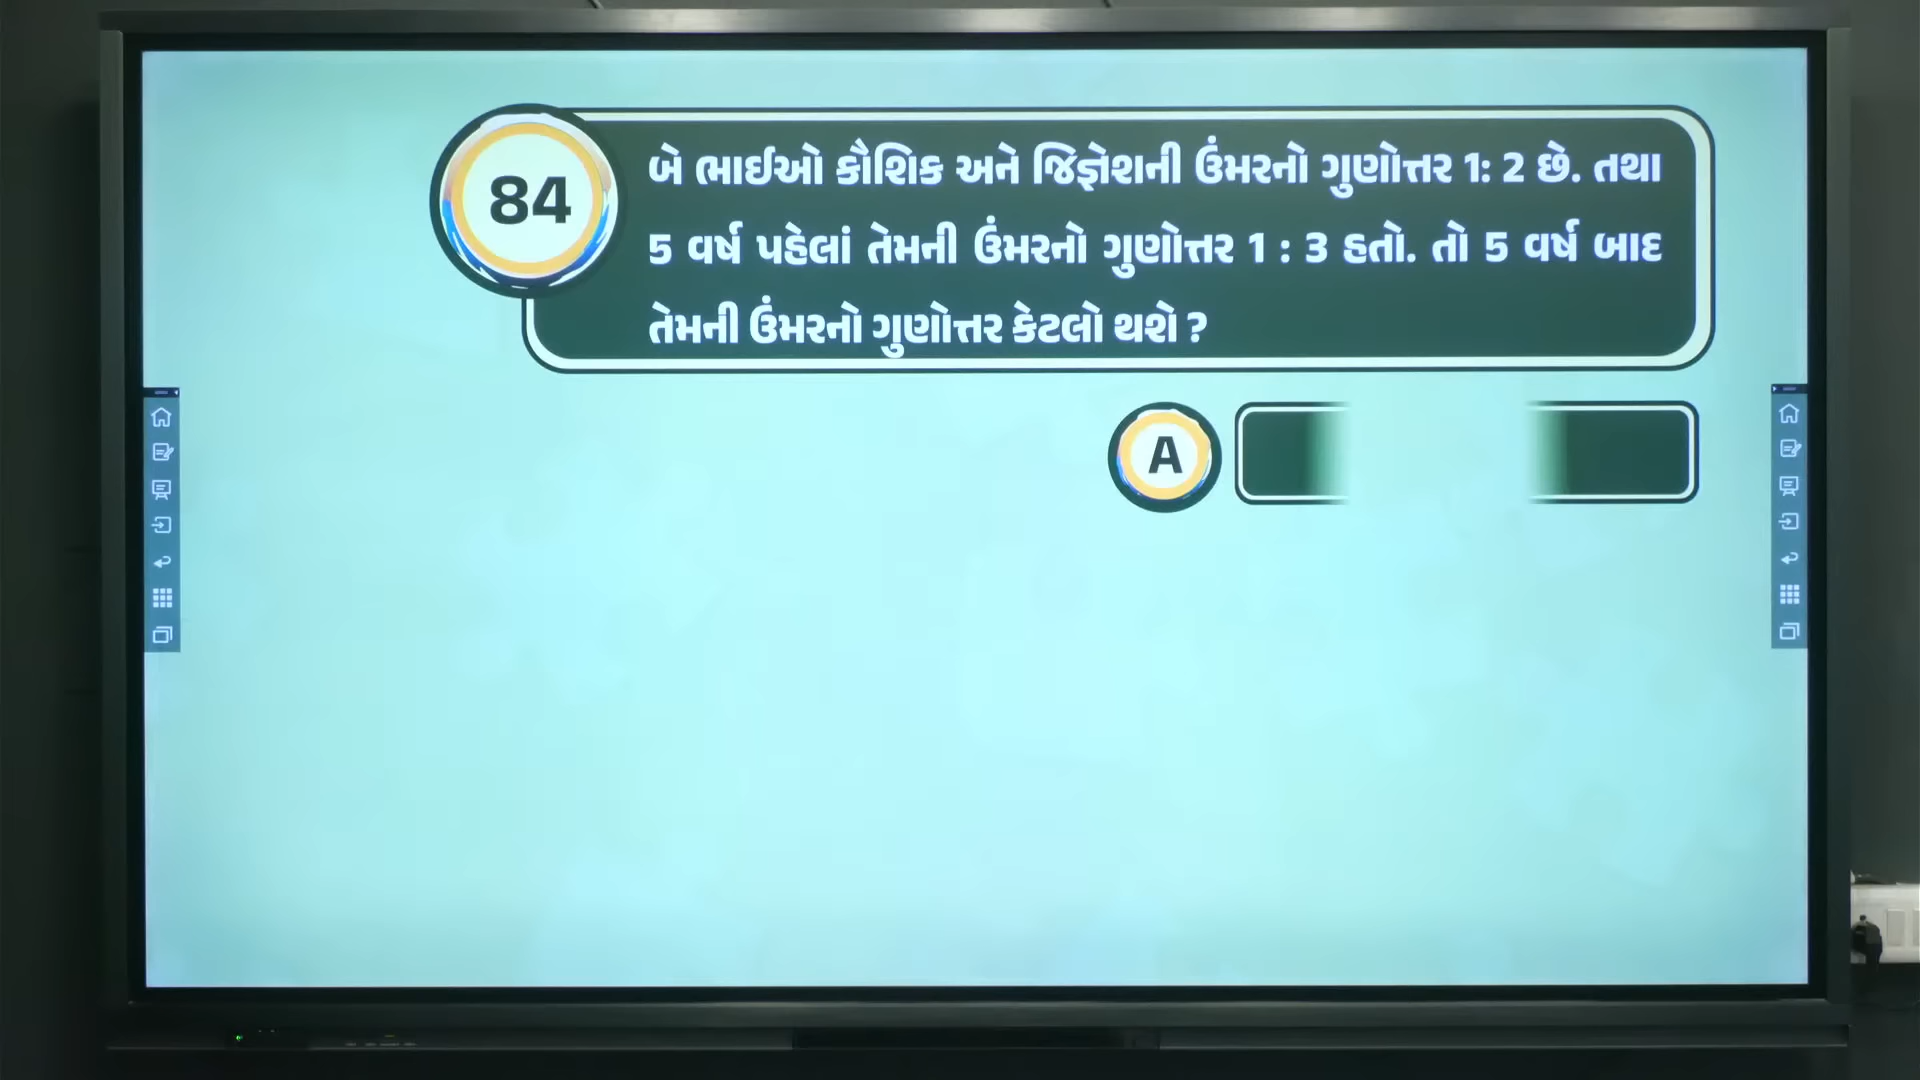 84
બે ભાઈઓ કૌશિક અને જિજ્ઞેશની ઉંમરનો ગુણોત્તર 1: 2 છે. તથા
5 વર્ષ પહેલાં તેમની ઉંમરનો ગુણોત્તર 1 : 3 હતો. તો 5 વર્ષ બાદ
તેમની ઉંમરનો ગુણોત્તર કેટલો થશે ?
A